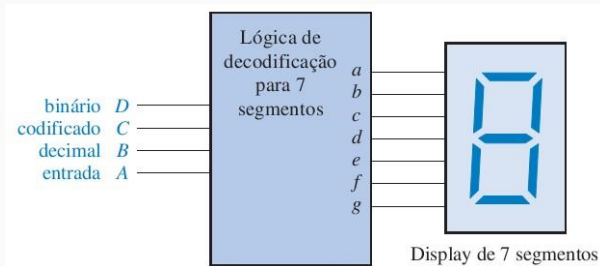 Lógica de
decodificação
para 7
segmentos
binário D
codificado C
decimal B
entrada A
a
b
c
d
e
f
g
Display de 7 segmentos